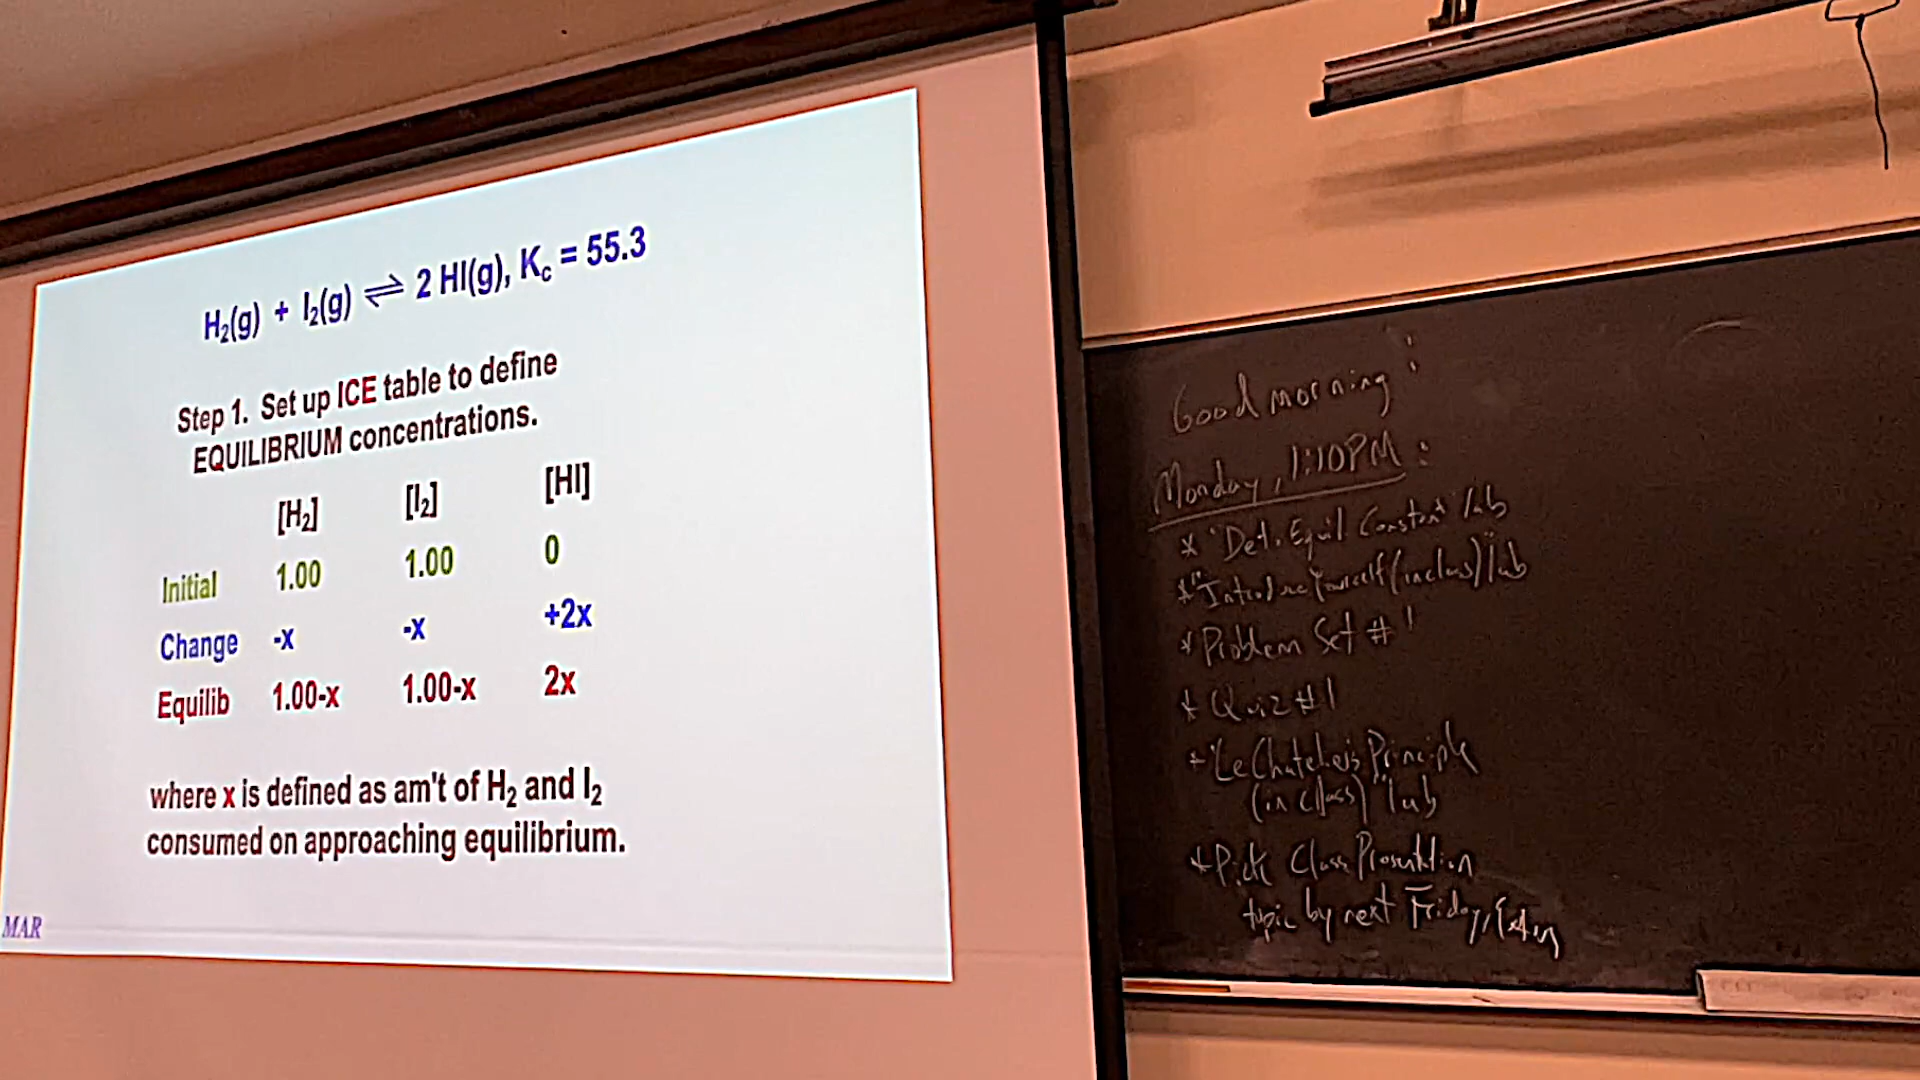 H₂(g) + I₂(g) ⇌ 2 HI(g), Kc = 55.3
Step 1. Set up ICE table to define
EQUILIBRIUM concentrations.
[H₂] [I₂] [HI]
Initial 1.00 1.00 0
Change -x -x +2x
Equilib 1.00-x 1.00-x 2x
where x is defined as am't of H₂ and I₂
consumed on approaching equilibrium.
MAR
Good morning!
Monday, 1:10PM:
* "Det. Equil Constant" lab
* "Introduce Yourself (in class)" lab
* Problem Set #1
* Quiz #1
* "Le Chatelier's Principle
(in class)" lab
* Pick Class Presentation
topic by next Friday,